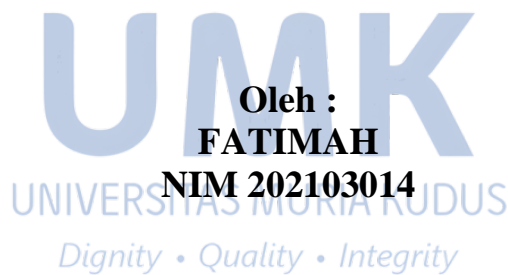 UMK
Oleh :
FATIMAH
NIM 202103014
UNIVERSITAS MURIA KUDUS
Dignity • Quality • Integrity